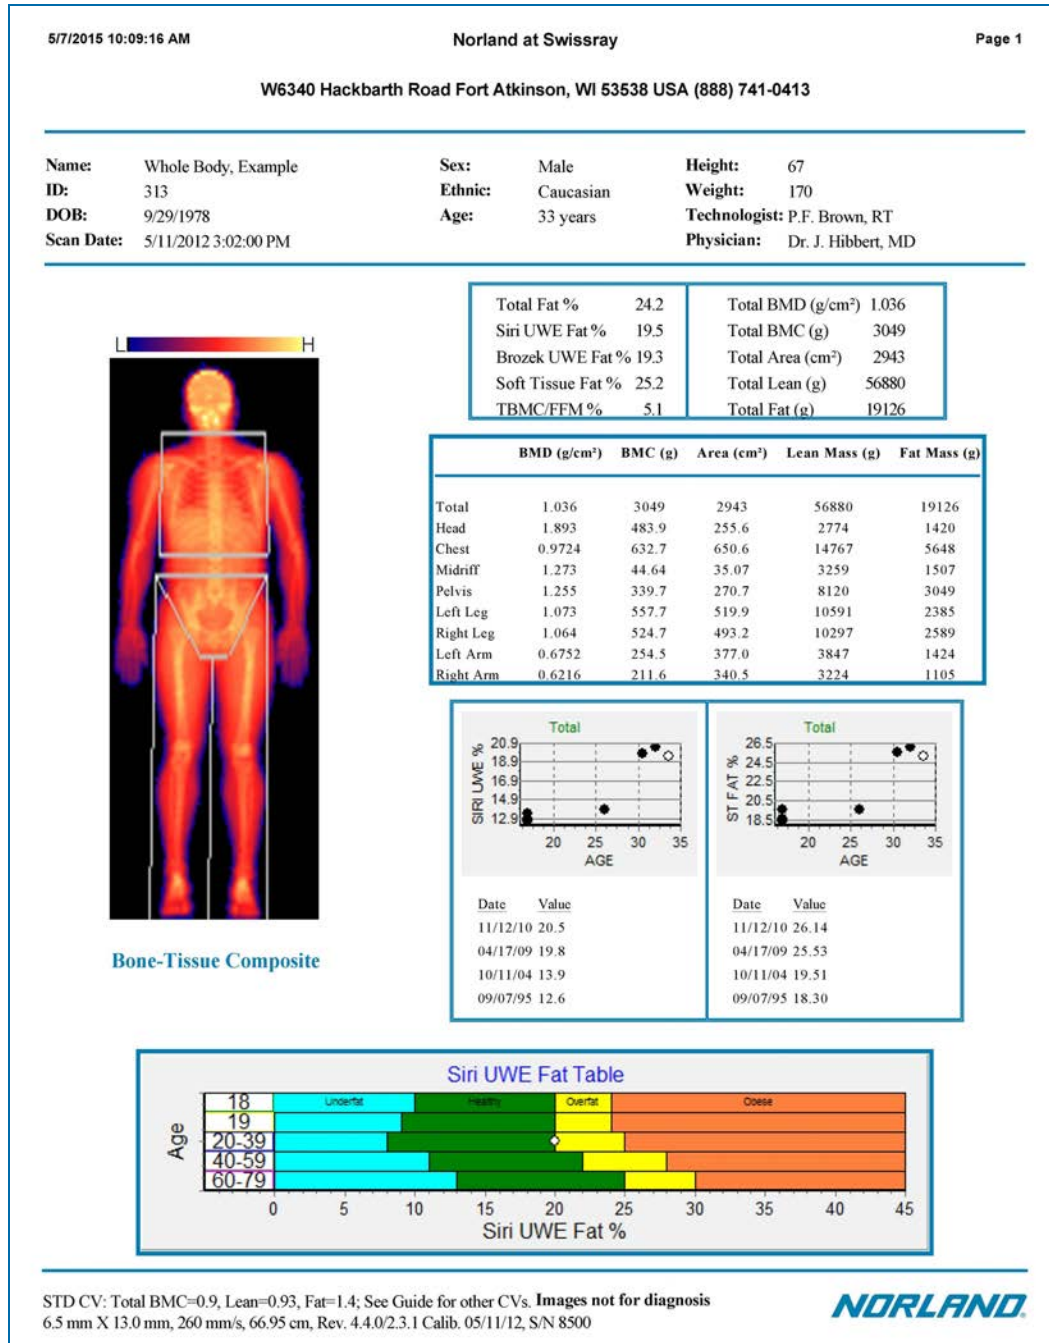 5/7/2015 10:09:16 AM Norland at Swissray Page 1
W6340 Hackbarth Road Fort Atkinson, WI 53538 USA (888) 741-0413
Name: Whole Body, Example Sex: Male Height: 67
ID: 313 Ethnic: Caucasian Weight: 170
DOB: 9/29/1978 Age: 33 years Technologist: P.F. Brown, RT
Scan Date: 5/11/2012 3:02:00 PM Physician: Dr. J. Hibbert, MD
Total Fat % 24.2 Total BMD (g/cm²) 1.036
Siri UWE Fat % 19.5 Total BMC (g) 3049
Brozek UWE Fat % 19.3 Total Area (cm²) 2943
Soft Tissue Fat % 25.2 Total Lean (g) 56880
TBMC/FFM % 5.1 Total Fat (g) 19126
L H
Bone-Tissue Composite
BMD (g/cm²) BMC (g) Area (cm²) Lean Mass (g) Fat Mass (g)
Total 1.036 3049 2943 56880 19126
Head 1.893 483.9 255.6 2774 1420
Chest 0.9724 632.7 650.6 14767 5648
Midriff 1.273 44.64 35.07 3259 1507
Pelvis 1.255 339.7 270.7 8120 3049
Left Leg 1.073 557.7 519.9 10591 2385
Right Leg 1.064 524.7 493.2 10297 2589
Left Arm 0.6752 254.5 377.0 3847 1424
Right Arm 0.6216 211.6 340.5 3224 1105
Total
SIRI UWE %
20.9
18.9
16.9
14.9
12.9
20 25 30 35
AGE
Date Value
11/12/10 20.5
04/17/09 19.8
10/11/04 13.9
09/07/95 12.6
Total
ST FAT %
26.5
24.5
22.5
20.5
18.5
20 25 30 35
AGE
Date Value
11/12/10 26.14
04/17/09 25.53
10/11/04 19.51
09/07/95 18.30
Siri UWE Fat Table
Age
18 Underfat Healthy Overfat Obese
19
20-39
40-59
60-79
0 5 10 15 20 25 30 35 40 45
Siri UWE Fat %
STD CV: Total BMC=0.9, Lean=0.93, Fat=1.4; See Guide for other CVs. Images not for diagnosis
6.5 mm X 13.0 mm, 260 mm/s, 66.95 cm, Rev. 4.4.0/2.3.1 Calib. 05/11/12, S/N 8500
NORLAND